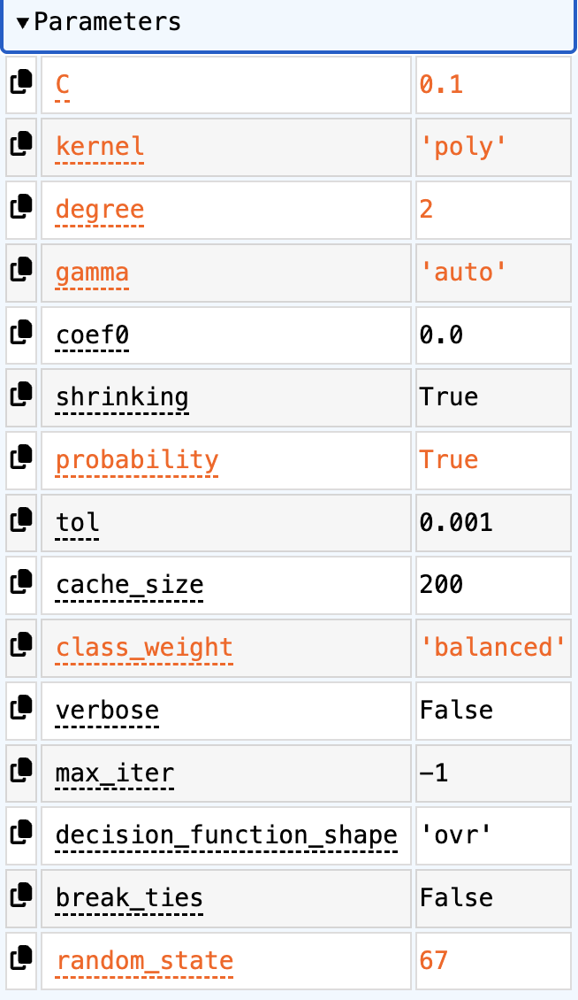 ▾Parameters
C 0.1
kernel 'poly'
degree 2
gamma 'auto'
coef0 0.0
shrinking True
probability True
tol 0.001
cache_size 200
class_weight 'balanced'
verbose False
max_iter -1
decision_function_shape 'ovr'
break_ties False
random_state 67